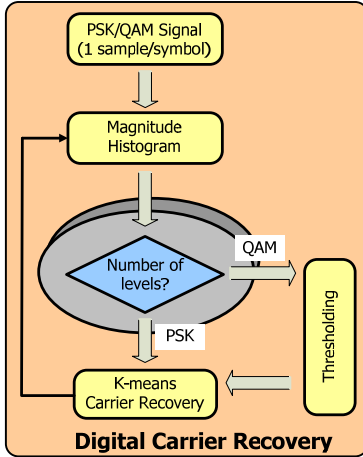 PSK/QAM Signal
(1 sample/symbol)
Magnitude
Histogram
Number of
levels?
QAM
PSK
Thresholding
K-means
Carrier Recovery
Digital Carrier Recovery